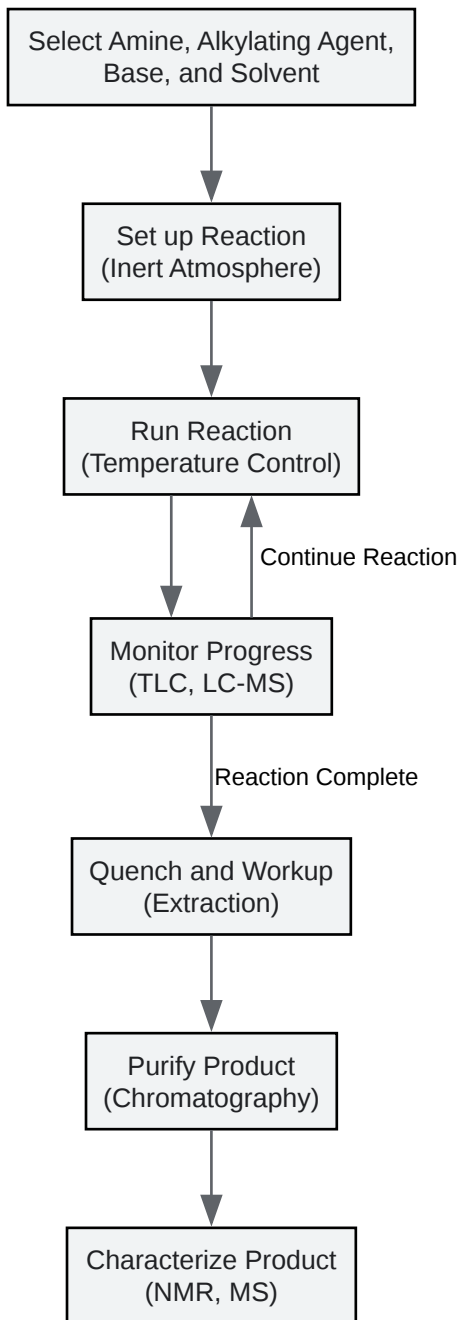 Select Amine, Alkylating Agent,
Base, and Solvent
Set up Reaction
(Inert Atmosphere)
Run Reaction
(Temperature Control)
Continue Reaction
Monitor Progress
(TLC, LC-MS)
Reaction Complete
Quench and Workup
(Extraction)
Purify Product
(Chromatography)
Characterize Product
(NMR, MS)